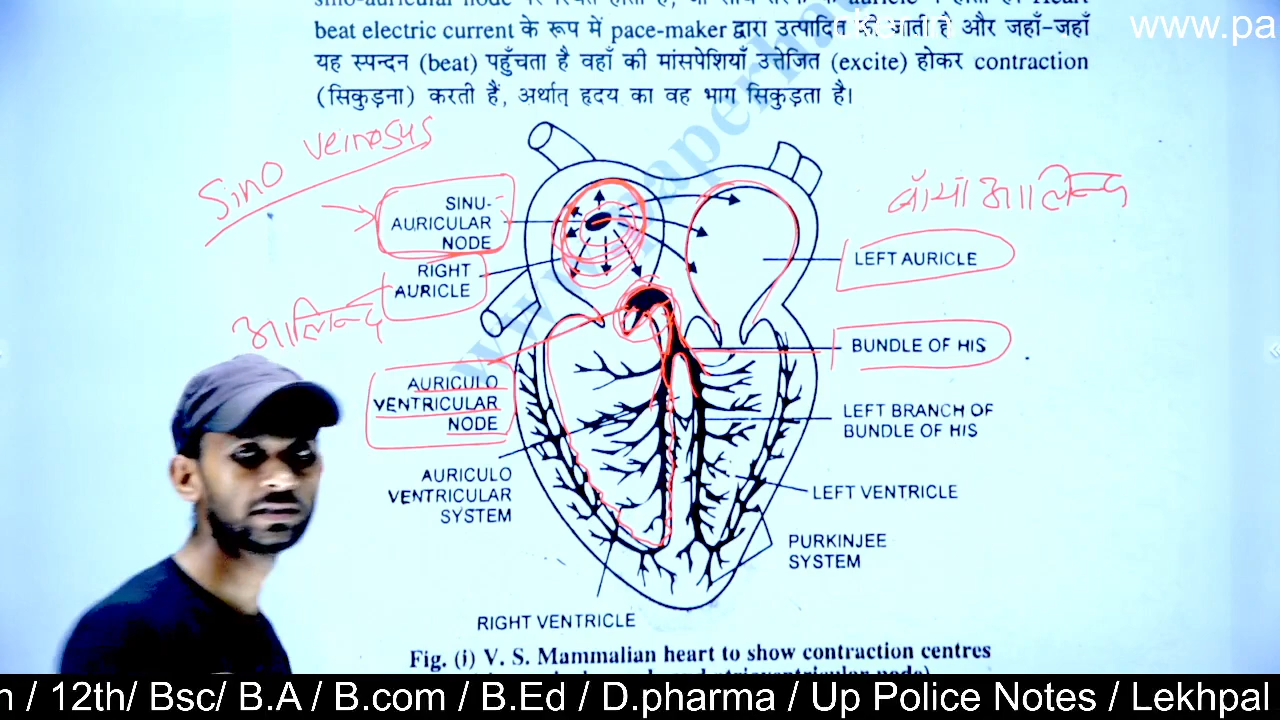 www.pa
beat electric current के रूप में pace-maker द्वारा उत्पादित की जाती है और जहाँ-जहाँ
यह स्पन्दन (beat) पहुँचता है वहाँ की मांसपेशियाँ उत्तेजित (excite) होकर contraction
(सिकुड़ना) करती हैं, अर्थात् हृदय का वह भाग सिकुड़ता है।
Sino veinosus
SINU-
AURICULAR
NODE
RIGHT
AURICLE
आलिन्द
AURICULO
VENTRICULAR
NODE
AURICULO
VENTRICULAR
SYSTEM
RIGHT VENTRICLE
बाँया आलिन्द
LEFT AURICLE
BUNDLE OF HIS
LEFT BRANCH OF
BUNDLE OF HIS
LEFT VENTRICLE
PURKINJEE
SYSTEM
Fig. (i) V. S. Mammalian heart to show contraction centres
/ 12th/ Bsc/ B.A / B.com / B.Ed / D.pharma / Up Police Notes / Lekhpal